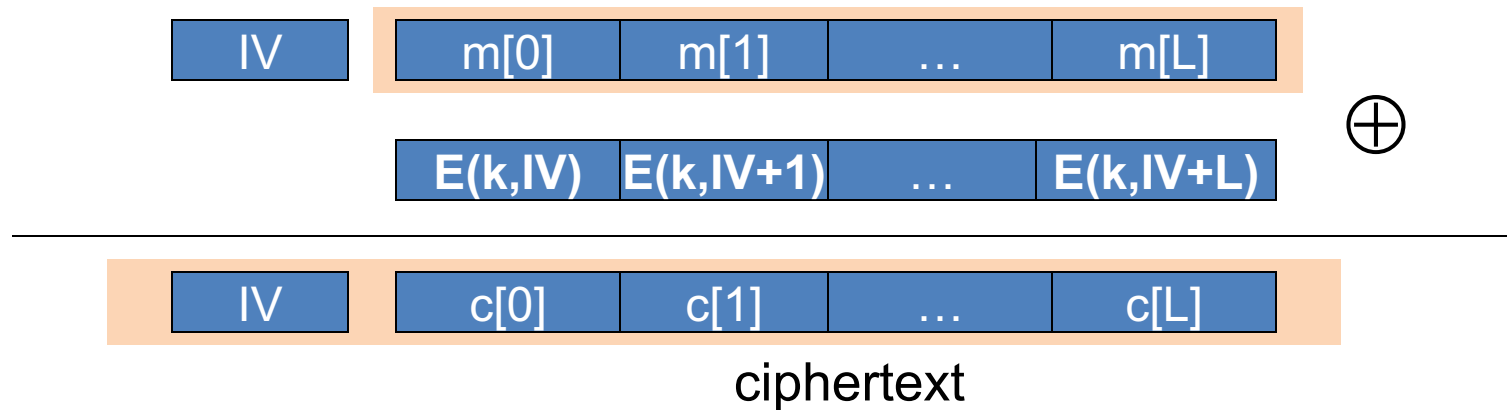 IV m[0] m[1] … m[L]
⊕
E(k,IV) E(k,IV+1) … E(k,IV+L)
IV c[0] c[1] … c[L]
ciphertext